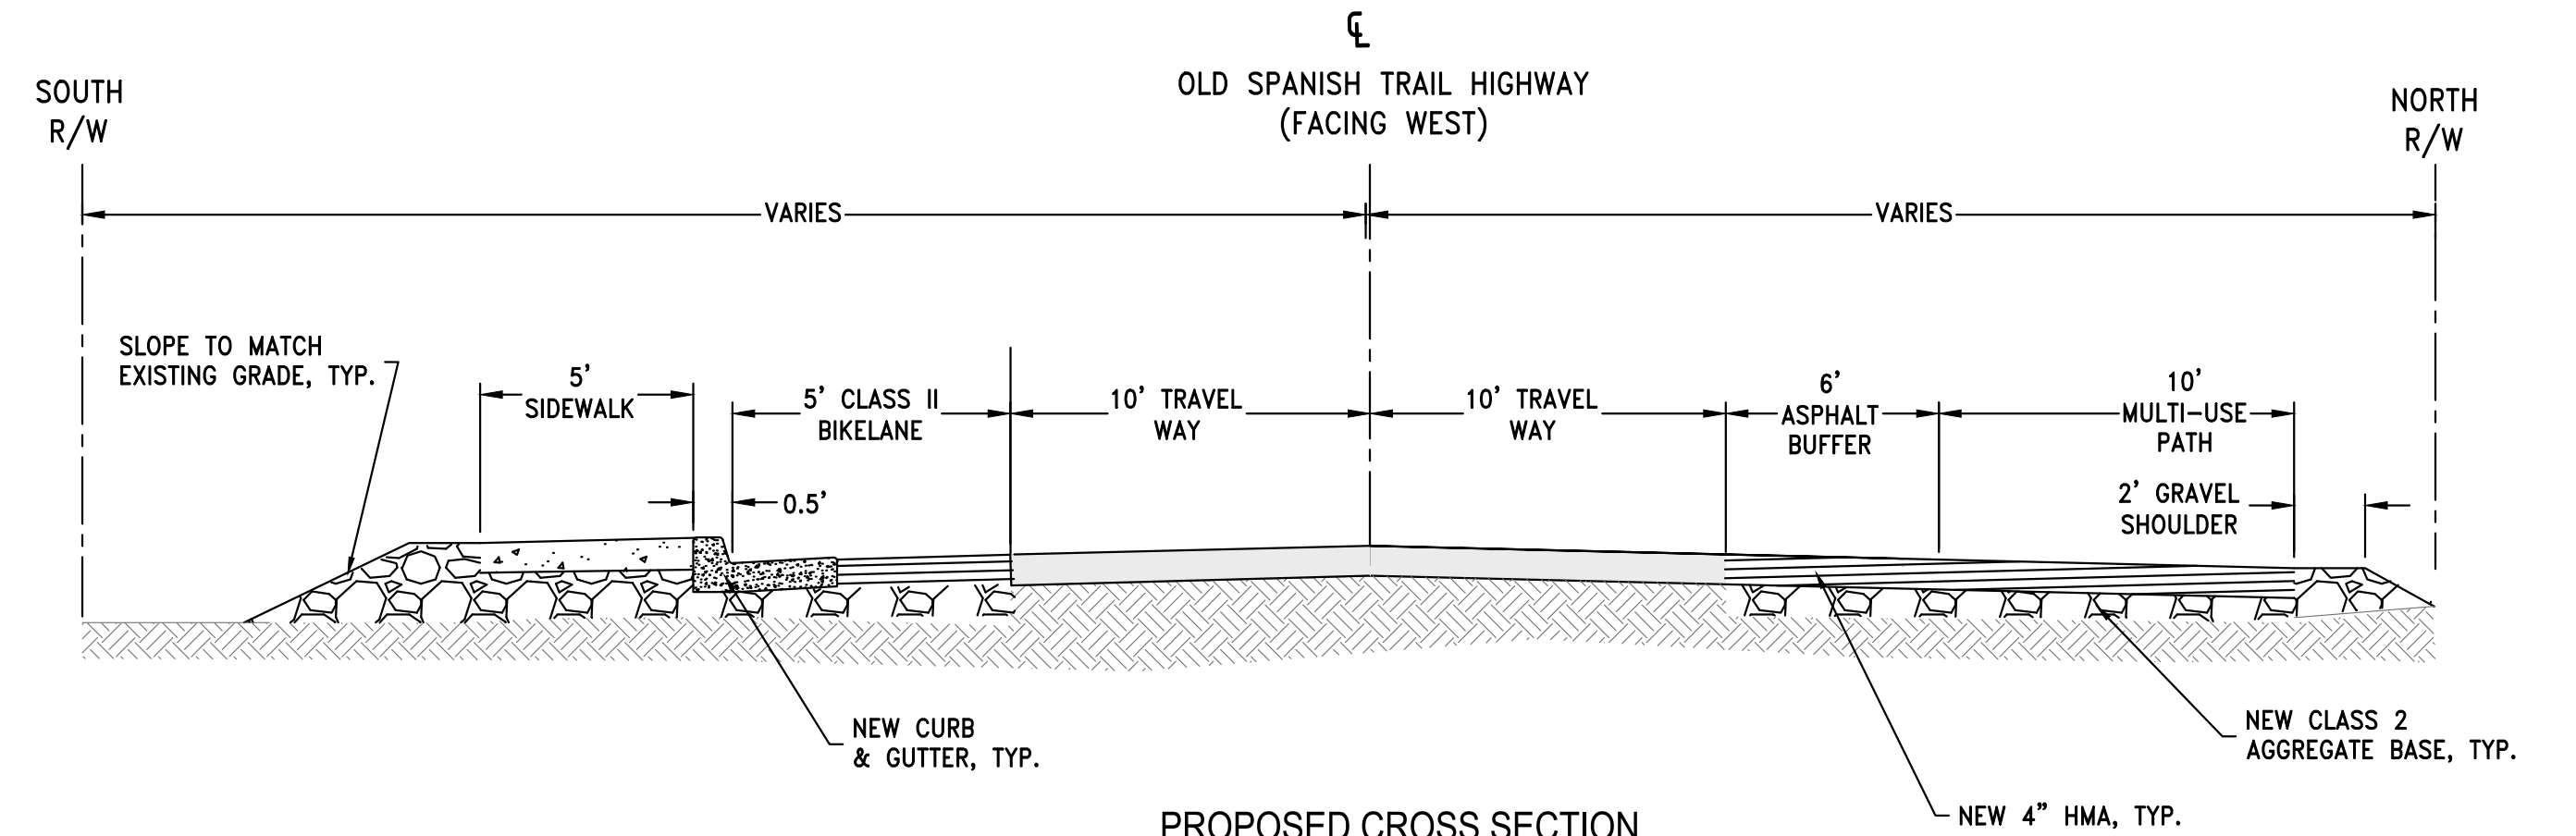 ℄
OLD SPANISH TRAIL HIGHWAY
(FACING WEST)
SOUTH
R/W
NORTH
R/W
VARIES
VARIES
SLOPE TO MATCH
EXISTING GRADE, TYP.
5'
SIDEWALK
5' CLASS II
BIKELANE
10' TRAVEL
WAY
10' TRAVEL
WAY
6'
ASPHALT
BUFFER
10'
MULTI-USE
PATH
0.5'
2' GRAVEL
SHOULDER
NEW CURB
& GUTTER, TYP.
NEW CLASS 2
AGGREGATE BASE, TYP.
NEW 4" HMA, TYP.
PROPOSED CROSS SECTION